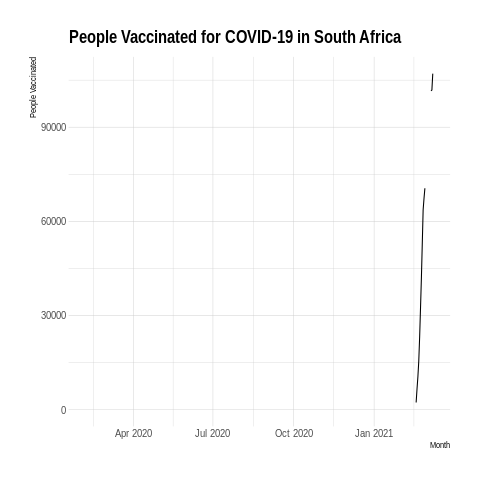 People Vaccinated for COVID-19 in South Africa
People Vaccinated
90000
60000
30000
0
Apr 2020 Jul 2020 Oct 2020 Jan 2021
Month